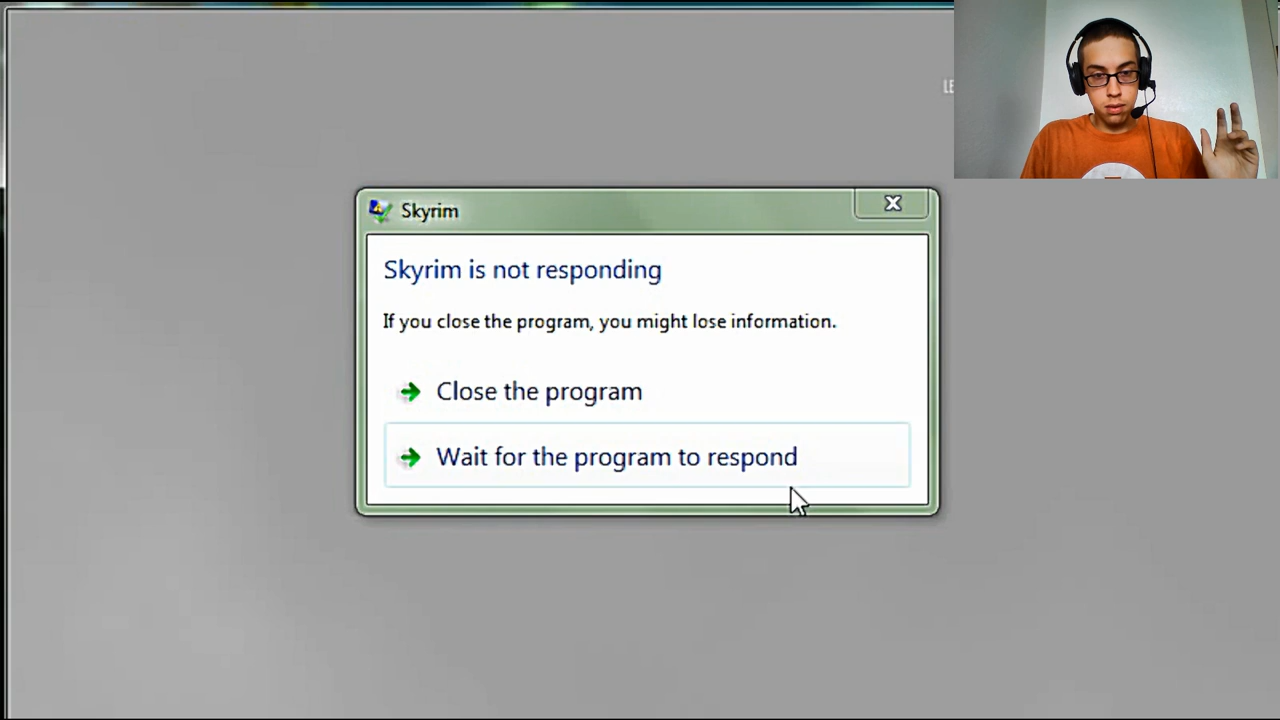 LE
Skyrim
Skyrim is not responding
If you close the program, you might lose information.
Close the program
Wait for the program to respond